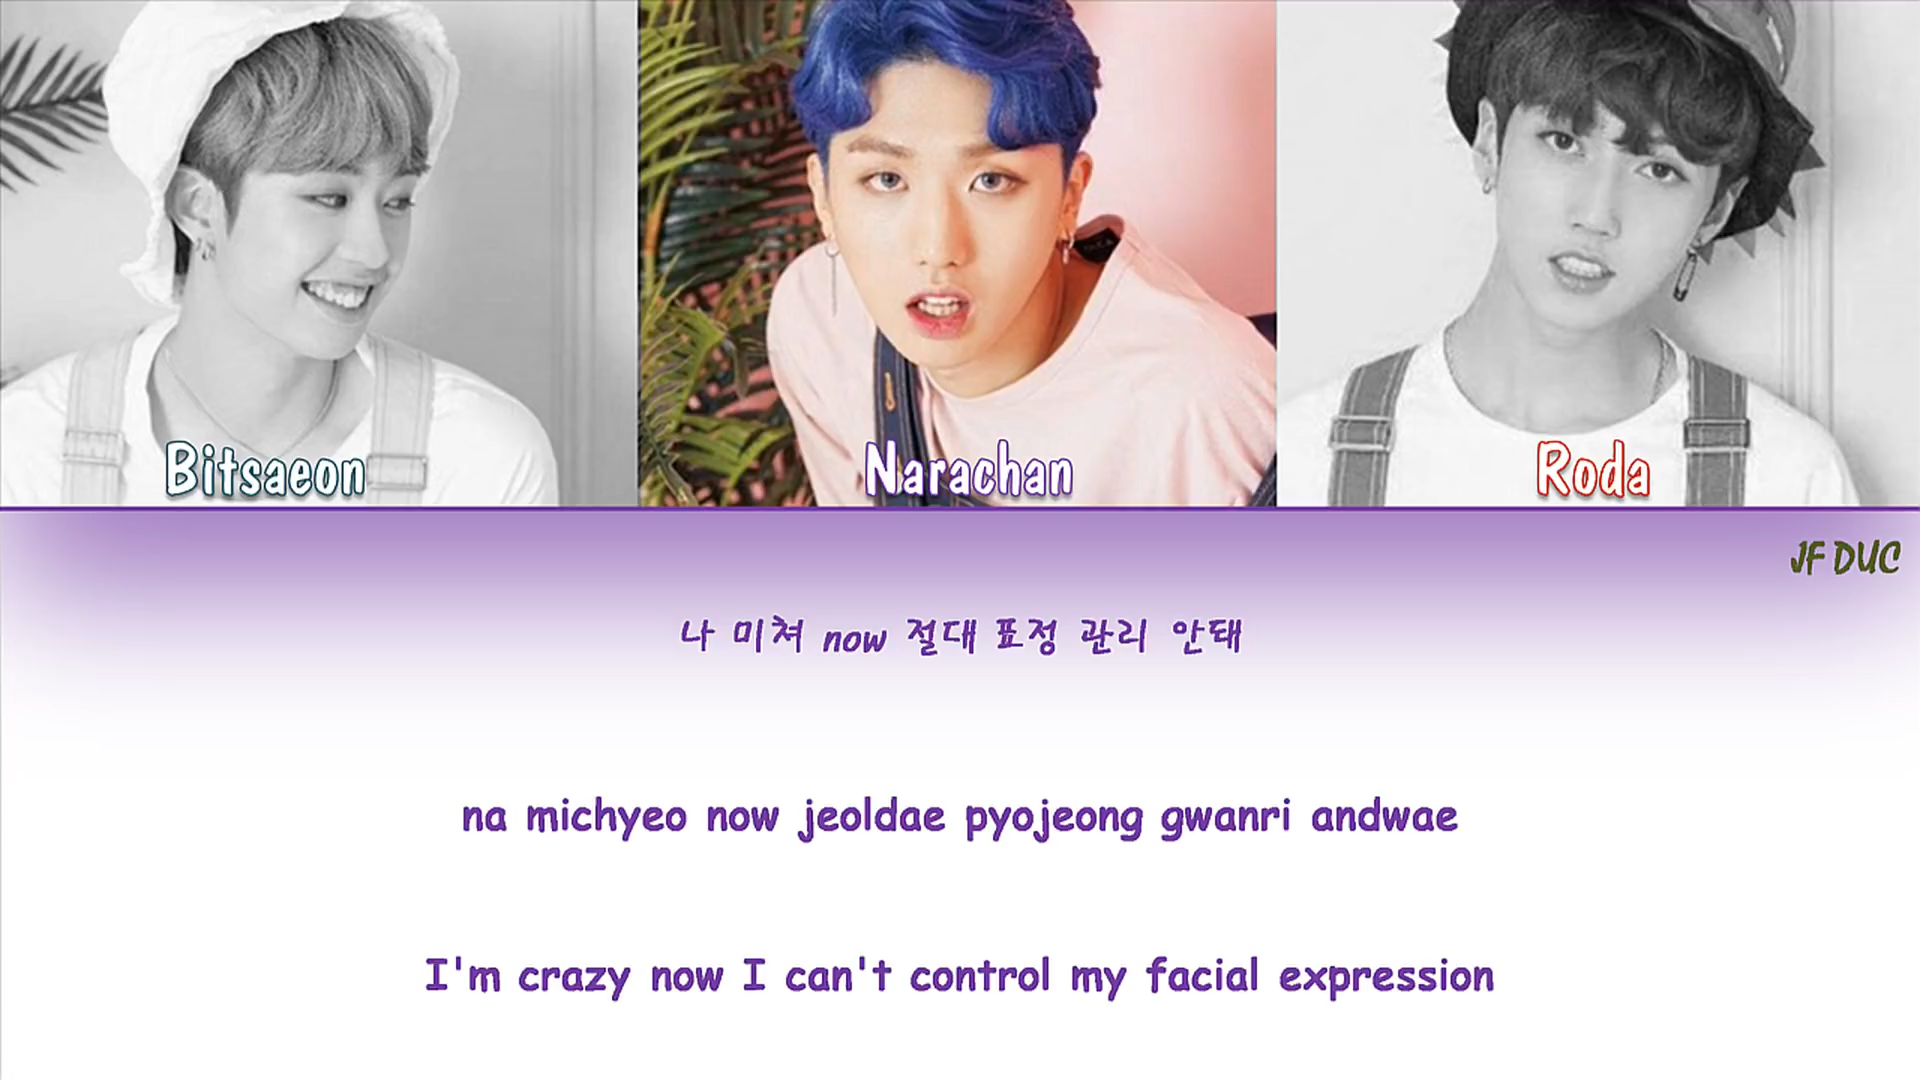 Bitsaeon
Narachan
Roda
JF DUC
나 미쳐 now 절대 표정 관리 안돼
na michyeo now jeoldae pyojeong gwanri andwae
I'm crazy now I can't control my facial expression